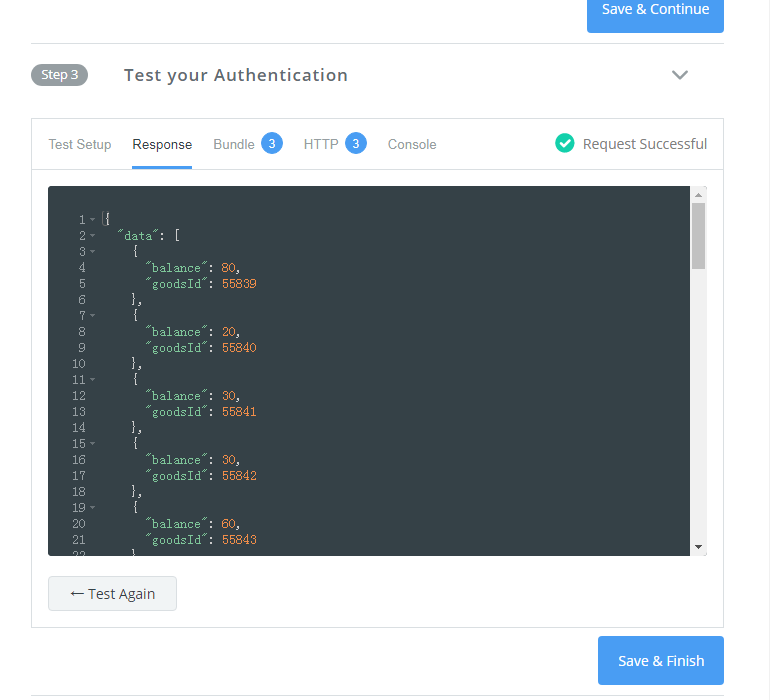 Save & Continue
Step 3
Test your Authentication
Test Setup Response Bundle 3 HTTP 3 Console Request Successful
1 {
2 "data": [
3 {
4 "balance": 80,
5 "goodsId": 55839
6 },
7 {
8 "balance": 20,
9 "goodsId": 55840
10 },
11 {
12 "balance": 30,
13 "goodsId": 55841
14 },
15 {
16 "balance": 30,
17 "goodsId": 55842
18 },
19 {
20 "balance": 60,
21 "goodsId": 55843
22 }
← Test Again
Save & Finish